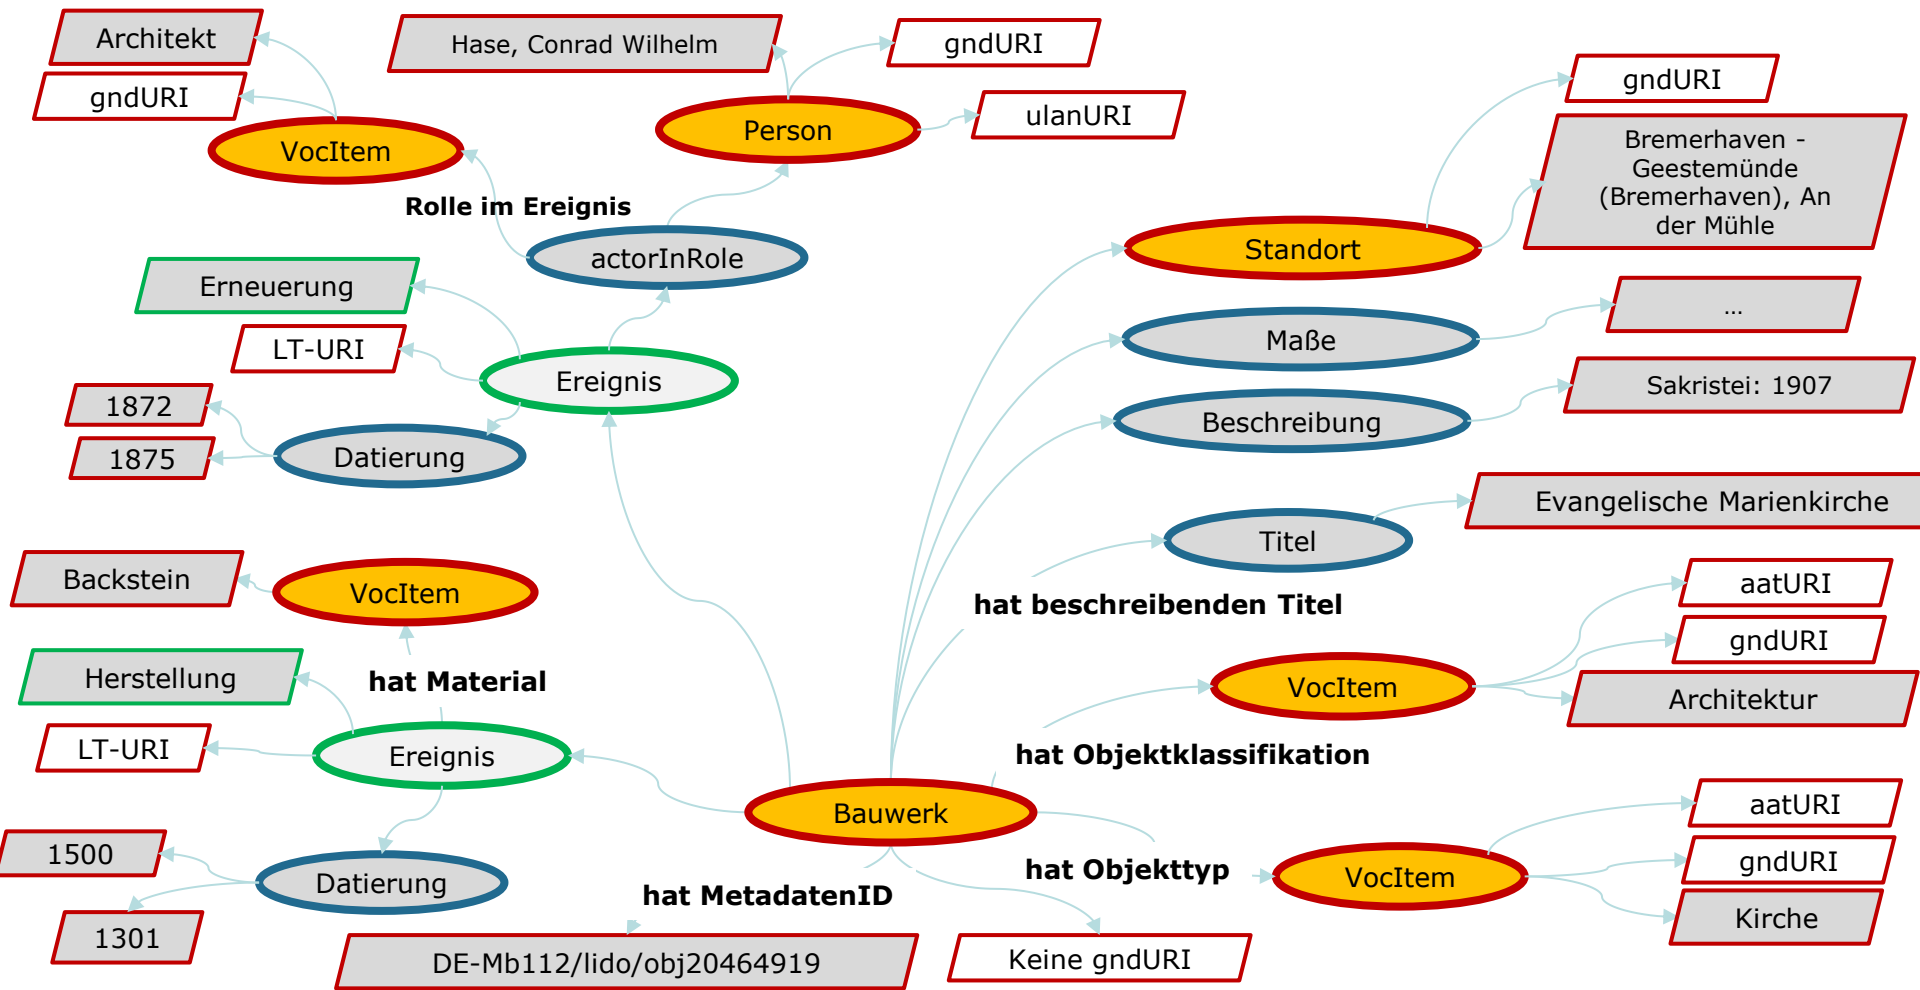 Architekt
gndURI
VocItem
Hase, Conrad Wilhelm
gndURI
Person
ulanURI
Rolle im Ereignis
actorInRole
Erneuerung
LT-URI
Ereignis
1872
1875
Datierung
Backstein
VocItem
hat Material
Herstellung
LT-URI
Ereignis
1500
1301
Datierung
gndURI
Bremerhaven -
Geestemünde
(Bremerhaven), An
der Mühle
Standort
Maße
...
Beschreibung
Sakristei: 1907
Titel
Evangelische Marienkirche
hat beschreibenden Titel
aatURI
gndURI
VocItem
Architektur
hat Objektklassifikation
Bauwerk
aatURI
gndURI
hat Objekttyp
VocItem
Kirche
hat MetadatenID
DE-Mb112/lido/obj20464919
Keine gndURI